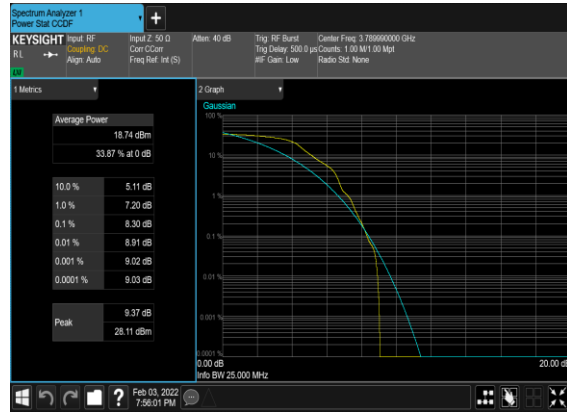 Spectrum Analyzer 1
Power Stat CCDF
KEYSIGHT
RL
Input: RF
Coupling: DC
Align: Auto
Input Z: 50 Ω
Corr CCorr
Freq Ref: Int (S)
Atten: 40 dB
Trig: RF Burst
Trig Delay: 500.0 µs
#IF Gain: Low
Center Freq: 3.789990000 GHz
Counts: 1.00 M/1.00 Mpt
Radio Std: None
1 Metrics
Average Power
18.74 dBm
33.87 % at 0 dB
10.0 % 5.11 dB
1.0 % 7.20 dB
0.1 % 8.30 dB
0.01 % 8.91 dB
0.001 % 9.02 dB
0.0001 % 9.03 dB
Peak
9.37 dB
28.11 dBm
2 Graph
Gaussian
100 %
10 %
1 %
0.1 %
0.01 %
0.001 %
0.0001 %
0.00 dB 20.00 dB
Info BW 25.000 MHz
Feb 03, 2022
7:56:01 PM